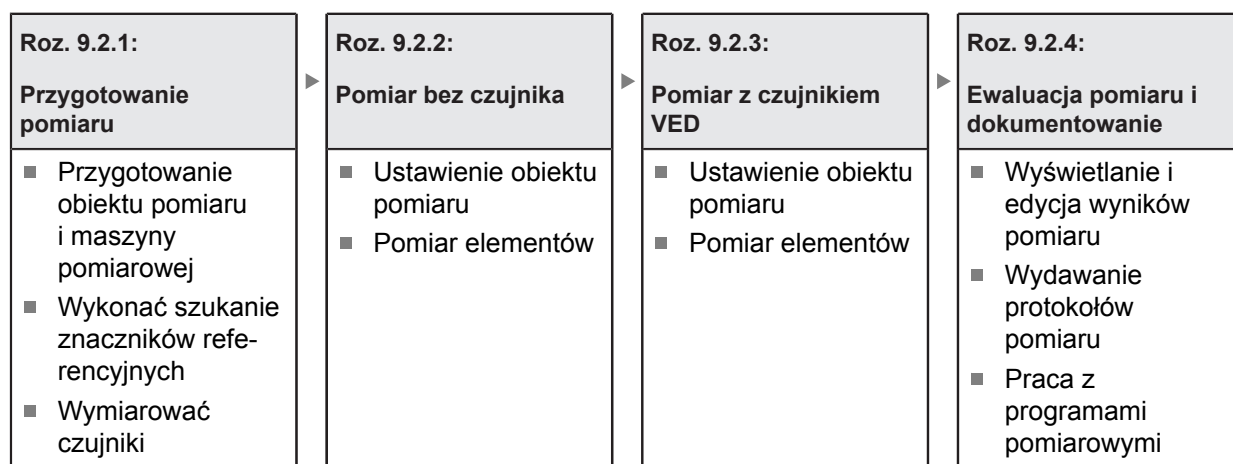 Roz. 9.2.1:
Przygotowanie
pomiaru
Przygotowanie
obiektu pomiaru
i maszyny
pomiarowej
Wykonać szukanie
znaczników refe-
rencyjnych
Wymiarować
czujniki
Roz. 9.2.2:
Pomiar bez czujnika
Ustawienie obiektu
pomiaru
Pomiar elementów
Roz. 9.2.3:
Pomiar z czujnikiem
VED
Ustawienie obiektu
pomiaru
Pomiar elementów
Roz. 9.2.4:
Ewaluacja pomiaru i
dokumentowanie
Wyświetlanie i
edycja wyników
pomiaru
Wydawanie
protokołów
pomiaru
Praca z
programami
pomiarowymi